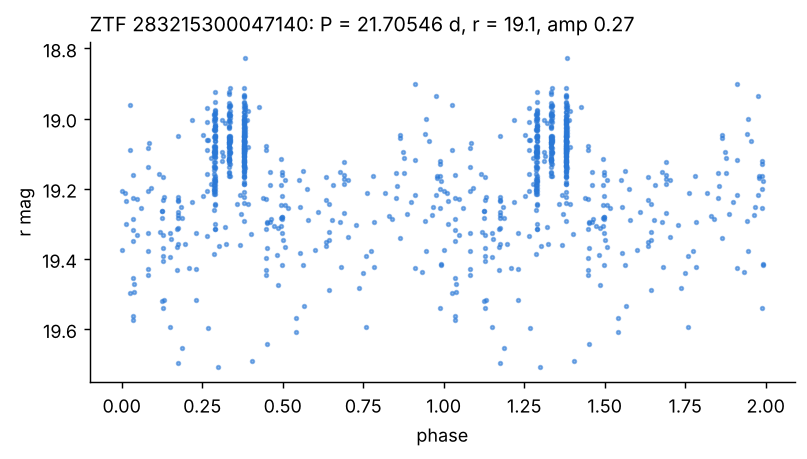 ZTF 283215300047140: P = 21.70546 d, r = 19.1, amp 0.27
18.8
19.0
19.2
19.4
19.6
r mag
0.00 0.25 0.50 0.75 1.00 1.25 1.50 1.75 2.00
phase